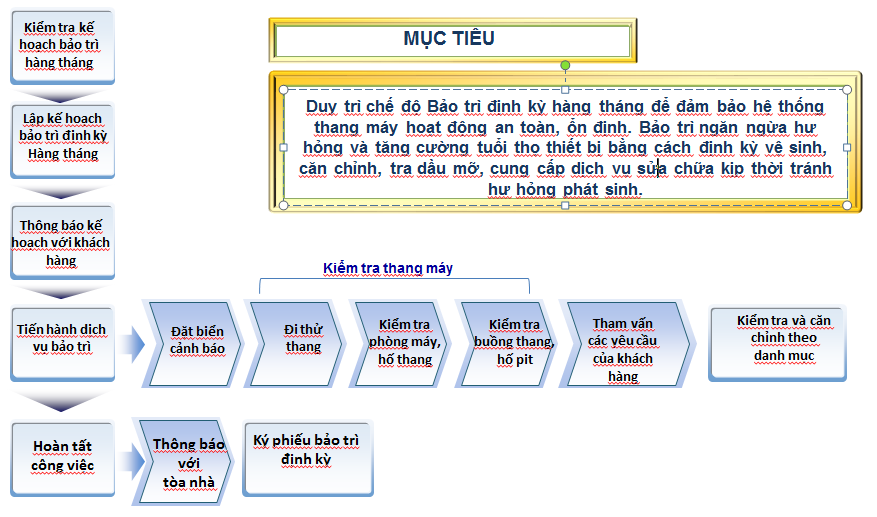 Kiểm tra kế
hoạch bảo trì
hàng tháng
MỤC TIÊU
Duy trì chế độ Bảo trì định kỳ hàng tháng để đảm bảo hệ thống
thang máy hoạt động an toàn, ổn định. Bảo trì ngăn ngừa hư
hỏng và tăng cường tuổi thọ thiết bị bằng cách định kỳ vệ sinh,
căn chỉnh, tra dầu mỡ, cung cấp dịch vụ sửa chữa kịp thời tránh
hư hỏng phát sinh.
Lập kế hoạch
bảo trì định kỳ
Hàng tháng
Thông báo kế
hoạch với khách
hàng
Kiểm tra thang máy
Tiến hành dịch
vụ bảo trì
Đặt biển
cảnh báo
Đi thử
thang
Kiểm tra
phòng máy,
hố thang
Kiểm tra
buồng thang,
hố pit
Tham vấn
các yêu cầu
của khách
hàng
Kiểm tra và căn
chỉnh theo
danh mục
Hoàn tất
công việc
Thông báo
với
tòa nhà
Ký phiếu bảo trì
định kỳ